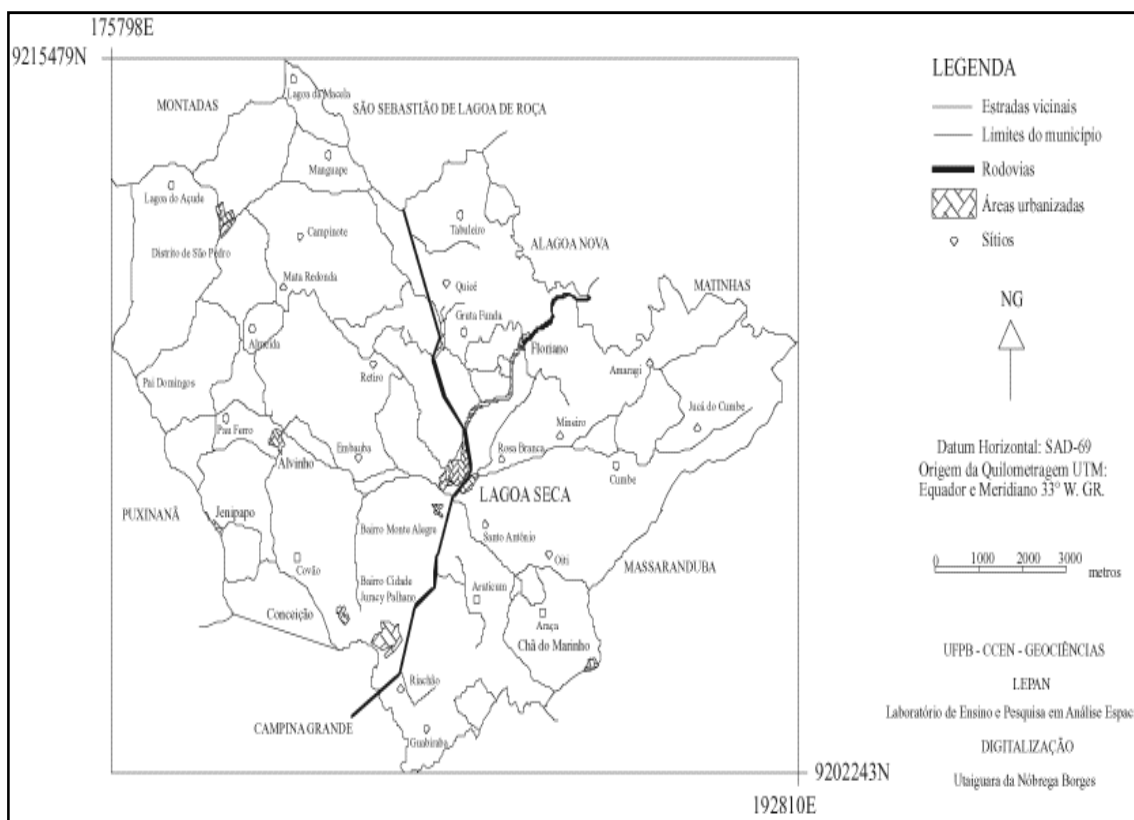 175798E
9215479N
LEGENDA
Estradas vicinais
Limites do município
Rodovias
Áreas urbanizadas
Sítios
NG
Datum Horizontal: SAD-69
Origem da Quilometragem UTM:
Equador e Meridiano 33° W. GR.
0 1000 2000 3000
metros
UFPB - CCEN - GEOCIÊNCIAS
LEPAN
Laboratório de Ensino e Pesquisa em Análise Espac
DIGITALIZAÇÃO
Utaiguara da Nóbrega Borges
Lagoa da Macela
MONTADAS
SÃO SEBASTIÃO DE LAGOA DE ROÇA
Manguape
Lagoa do Açude
Tabuleiro
Campinote
Distrito de São Pedro
ALAGOA NOVA
Mata Redonda
Quicé
MATINHAS
Gruta Funda
Almeida
Floriano
Retiro
Amaragi
Pai Domingos
Jucá do Cumbe
Pau Ferro
Mineiro
Alvinho
Embauba
Rosa Branca
Cumbe
LAGOA SECA
PUXINANÃ
Jenipapo
Bairro Monte Alegre
Santo Antônio
Oiti
MASSARANDUBA
Covão
Bairro Cidade
Juracy Palhano
Araticum
Conceição
Araça
Chã do Marinho
Riachão
CAMPINA GRANDE
Guabiraba
9202243N
192810E